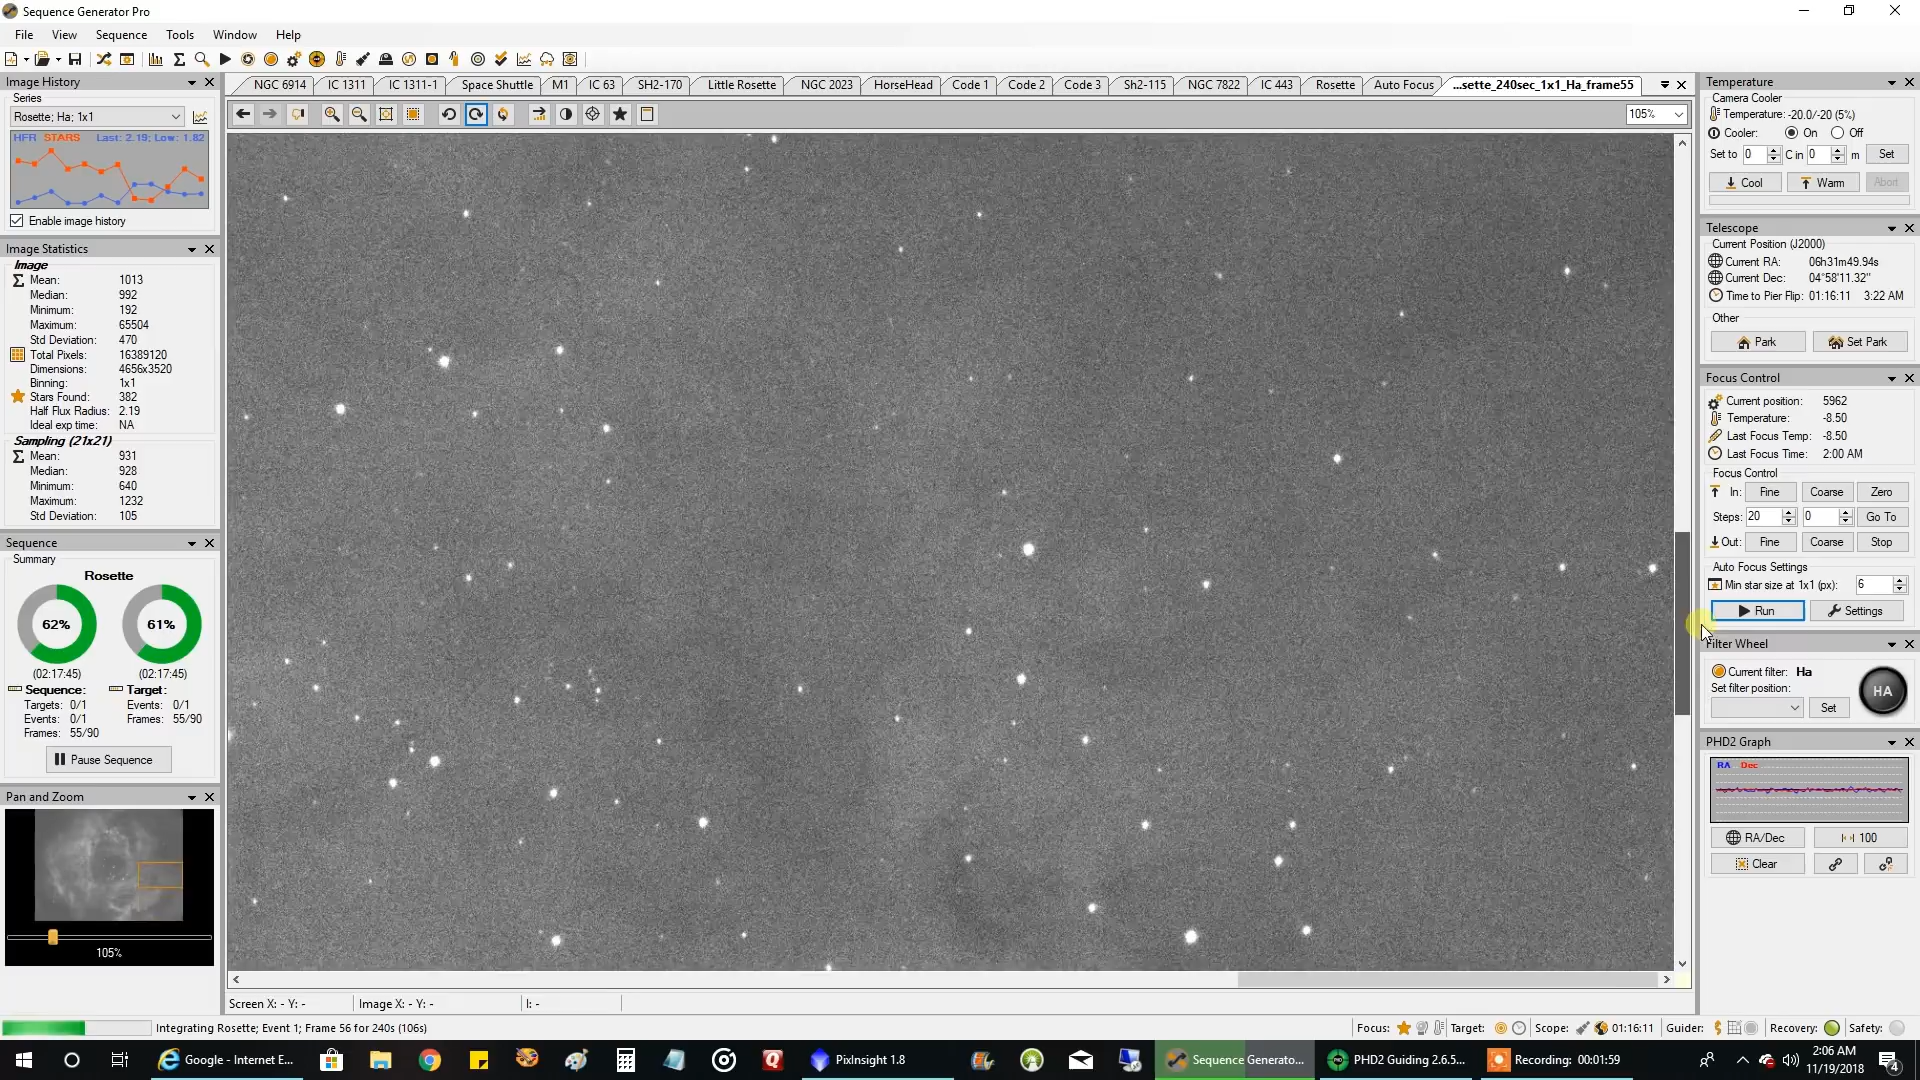 Sequence Generator Pro
File View Sequence Tools Window Help
Image History
Series
Rosette; Ha; 1x1
HFR STARS Last: 2.19; Low: 1.82
Enable image history
Image Statistics
Image
Mean: 1013
Median: 992
Minimum: 192
Maximum: 65504
Std Deviation: 470
Total Pixels: 16389120
Dimensions: 4656x3520
Binning: 1x1
Stars Found: 382
Half Flux Radius: 2.19
Ideal exp time: NA
Sampling (21x21)
Mean: 931
Median: 928
Minimum: 640
Maximum: 1232
Std Deviation: 105
Sequence
Summary
Rosette
62% 61%
(02:17:45) (02:17:45)
Sequence: Target:
Targets: 0/1 Events: 0/1
Events: 0/1 Frames: 55/90
Frames: 55/90
Pause Sequence
Pan and Zoom
105%
NGC 6914 IC 1311 IC 1311-1 Space Shuttle M1 IC 63 SH2-170 Little Rosette NGC 2023 HorseHead Code 1 Code 2 Code 3 Sh2-115 NGC 7822 IC 443 Rosette Auto Focus ...sette_240sec_1x1_Ha_frame55
105%
Screen X: - Y: - Image X: - Y: - I: -
Temperature
Camera Cooler
Temperature: -20.0/-20 (5%)
Cooler: On Off
Set to 0 C in 0 m Set
Cool Warm Abort
Telescope
Current Position (J2000)
Current RA: 06h31m49.94s
Current Dec: 04°58'11.32"
Time to Pier Flip: 01:16:11 3:22 AM
Other
Park Set Park
Focus Control
Current position: 5962
Temperature: -8.50
Last Focus Temp: -8.50
Last Focus Time: 2:00 AM
Focus Control
In: Fine Coarse Zero
Steps: 20 0 Go To
Out: Fine Coarse Stop
Auto Focus Settings
Min star size at 1x1 (px): 6
Run Settings
Filter Wheel
Current filter: Ha
Set filter position:
Set
HA
PHD2 Graph
RA Dec
RA/Dec 100
Clear
Integrating Rosette; Event 1; Frame 56 for 240s (106s)
Focus: Target: Scope: 01:16:11 Guider: Recovery: Safety:
Google - Internet E... PixInsight 1.8 Sequence Generato... PHD2 Guiding 2.6.5... Recording: 00:01:59
2:06 AM
11/19/2018
4